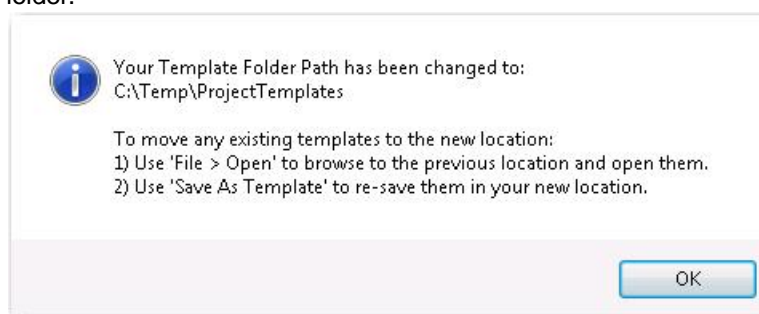 folder.
Your Template Folder Path has been changed to:
C:\Temp\ProjectTemplates
To move any existing templates to the new location:
1) Use 'File > Open' to browse to the previous location and open them.
2) Use 'Save As Template' to re-save them in your new location.
OK